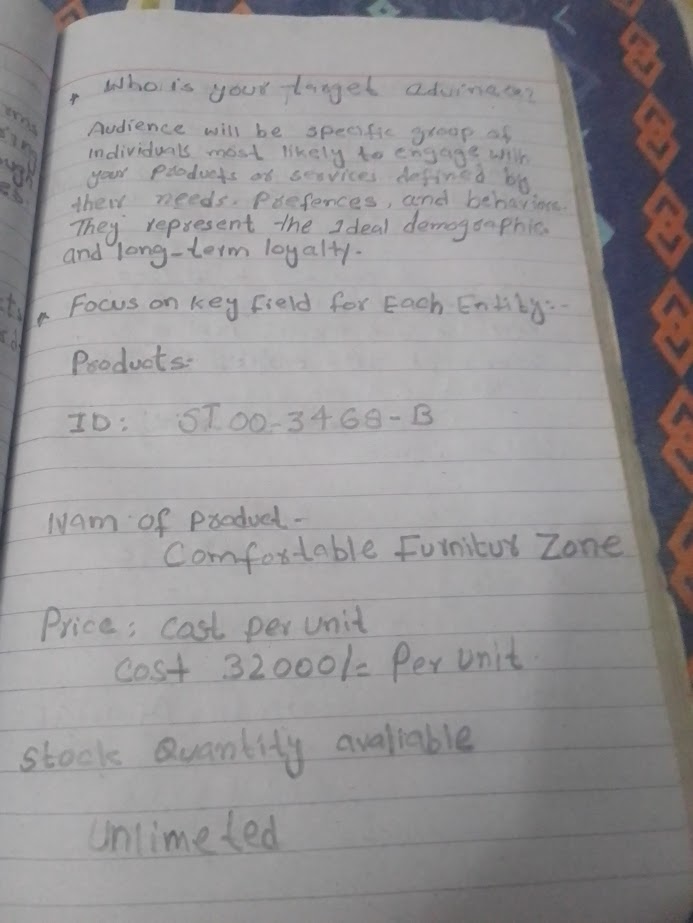 * Who is your target aduinace?
Audience will be specific group of
individuals most likely to engage with
your Products or services defined by
their needs. Prefences, and behaviors.
They represent the Ideal demographic
and long-term loyalty.
* Focus on key field for Each Entity:-
Products:-
ID: ST 00-3468-B
Nam of product -
Comfortable Furnitur Zone
Price: cast per unit
Cost 32000/= Per unit
Stock Quantity avaliable
Unlimeted